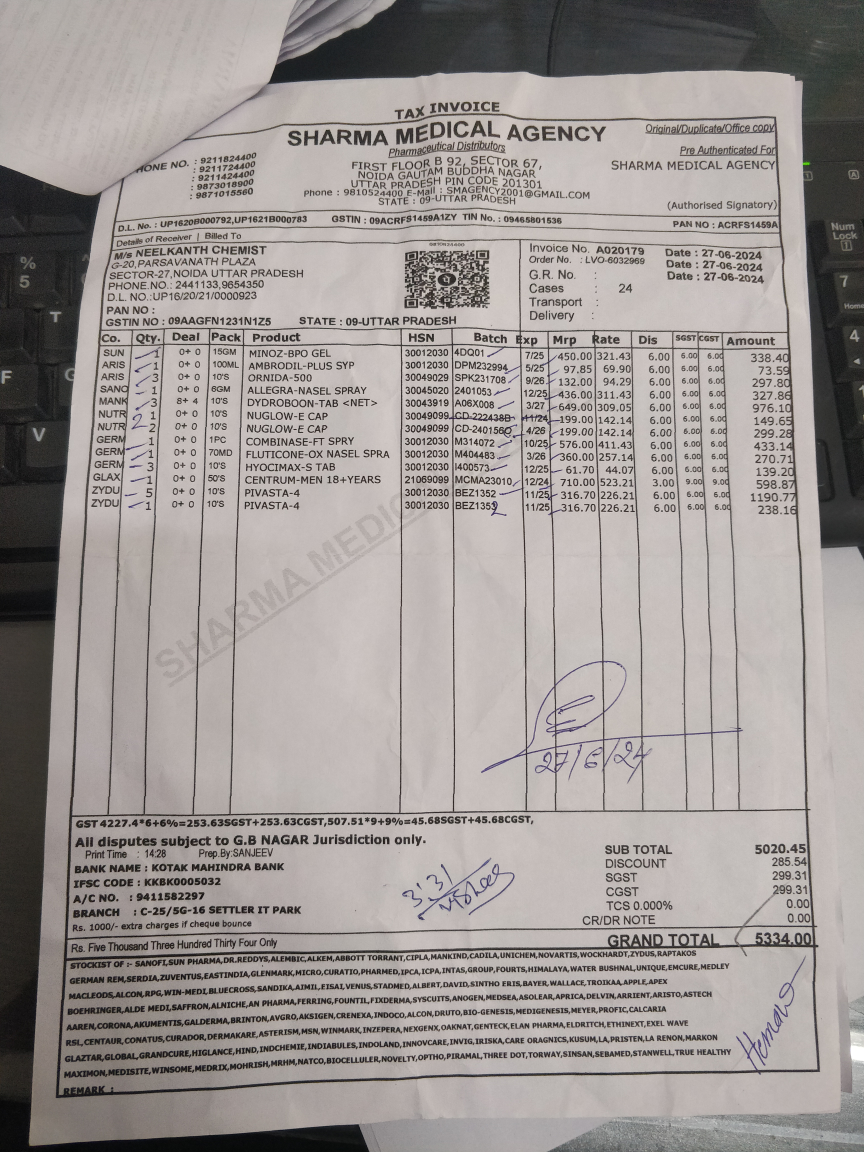 TAX INVOICE
Original/Duplicate/Office copy
SHARMA MEDICAL AGENCY
Pharmaceutical Distributors
Pre Authenticated For
SHARMA MEDICAL AGENCY
(Authorised Signatory)
HONE NO. : 9211824400
: 9211724400
: 9211424400
: 9873018900
: 9871015560
FIRST FLOOR B 92, SECTOR 67,
NOIDA GAUTAM BUDDHA NAGAR
UTTAR PRADESH PIN CODE 201301
Phone : 9810524400 E-Mail : SMAGENCY2001@GMAIL.COM
STATE : 09-UTTAR PRADESH
D.L. No. : UP1620B000792,UP1621B000783 GSTIN : 09ACRFS1459A1ZY TIN No. : 09465801536 PAN NO : ACRFS1459A
Details of Receiver | Billed To
M/s NEELKANTH CHEMIST
G-20,PARSAVANATH PLAZA
SECTOR-27,NOIDA UTTAR PRADESH
PHONE.NO.: 2441133,9654350
D.L. NO.:UP16/20/21/0000923
PAN NO :
GSTIN NO : 09AAGFN1231N1Z5 STATE : 09-UTTAR PRADESH
9810524400
Invoice No. A020179 Date : 27-06-2024
Order No. : LVO-6032969 Date : 27-06-2024
G.R. No. : Date : 27-06-2024
Cases : 24
Transport :
Delivery :
Co. Qty. Deal Pack Product HSN Batch Exp Mrp Rate Dis SGST CGST Amount
SUN 1 0+ 0 15GM MINOZ-BPO GEL 30012030 4DQ01 7/25 450.00 321.43 6.00 6.00 6.00 338.40
ARIS 1 0+ 0 100ML AMBRODIL-PLUS SYP 30012030 DPM232994 5/25 97.85 69.90 6.00 6.00 6.00 73.59
ARIS 3 0+ 0 10'S ORNIDA-500 30049029 SPK231708 9/26 132.00 94.29 6.00 6.00 6.00 297.80
SANO 1 0+ 0 6GM ALLEGRA-NASEL SPRAY 30045020 2401053 12/25 436.00 311.43 6.00 6.00 6.00 327.86
MANK 3 8+ 4 10'S DYDROBOON-TAB <NET> 30043919 A06X008 3/27 649.00 309.05 6.00 6.00 6.00 976.10
NUTR 2 1 0+ 0 10'S NUGLOW-E CAP 30049099 CD-222438B 11/24 199.00 142.14 6.00 6.00 6.00 149.65
NUTR 2 0+ 0 10'S NUGLOW-E CAP 30049099 CD-240156 4/26 199.00 142.14 6.00 6.00 6.00 299.28
GERM 1 0+ 0 1PC COMBINASE-FT SPRY 30012030 M314072 10/25 576.00 411.43 6.00 6.00 6.00 433.14
GERM 1 0+ 0 70MD FLUTICONE-OX NASEL SPRA 30012030 M404483 3/26 360.00 257.14 6.00 6.00 6.00 270.71
GERM 3 0+ 0 10'S HYOCIMAX-S TAB 30012030 I400573 12/25 61.70 44.07 6.00 6.00 6.00 139.20
GLAX 1 0+ 0 50'S CENTRUM-MEN 18+YEARS 21069099 MCMA23010 12/24 710.00 523.21 3.00 9.00 9.00 598.87
ZYDU 5 0+ 0 10'S PIVASTA-4 30012030 BEZ1352 11/25 316.70 226.21 6.00 6.00 6.00 1190.77
ZYDU 1 0+ 0 10'S PIVASTA-4 30012030 BEZ1352 11/25 316.70 226.21 6.00 6.00 6.00 238.16
SHARMA MEDIC
27/6/24
GST 4227.4*6+6%=253.63SGST+253.63CGST,507.51*9+9%=45.68SGST+45.68CGST,
All disputes subject to G.B NAGAR Jurisdiction only.
Print Time : 14:28 Prep.By:SANJEEV
BANK NAME : KOTAK MAHINDRA BANK
IFSC CODE : KKBK0005032
A/C NO. : 9411582297
BRANCH : C-25/5G-16 SETTLER IT PARK
Rs. 1000/- extra charges if cheque bounce
3:31
SUB TOTAL 5020.45
DISCOUNT 285.54
SGST 299.31
CGST 299.31
TCS 0.000% 0.00
CR/DR NOTE 0.00
Rs. Five Thousand Three Hundred Thirty Four Only
GRAND TOTAL 5334.00
STOCKIST OF :- SANOFI,SUN PHARMA,DR.REDDYS,ALEMBIC,ALKEM,ABBOTT TORRANT,CIPLA,MANKIND,CADILA,UNICHEM,NOVARTIS,WOCKHARDT,ZYDUS,RAPTAKOS
GERMAN REM,SERDIA,ZUVENTUS,EASTINDIA,GLENMARK,MICRO,CURATIO,PHARMED,IPCA,ICPA,INTAS,GROUP,FOURTS,HIMALAYA,WATER BUSHNAL,UNIQUE,EMCURE,MEDLEY
MACLEODS,ALCON,RPG,WIN-MEDI,BLUECROSS,SANDIKA,AIMIL,EISAI,VENUS,STADMED,ALBERT,DAVID,SINTHO ERIS,BAYER,WALLACE,TROIKAA,APPLE,APEX
BOEHRINGER,ALDE MEDI,SAFFRON,ALNICHE,AN PHARMA,FERRING,FOUNTIL,FIXDERMA,SYSCUITS,ANOGEN,MEDSEA,ASOLEAR,APRICA,DELVIN,ARRIENT,ARISTO,ASTECH
AAREN,CORONA,AKUMENTIS,GALDERMA,BRINTON,AVGRO,AKSIGEN,CRENEXA,INDOCO,ALCON,DRUTO,BIO-GENESIS,MEDIGENESIS,MEYER,PROFIC,CALCARIA
RSL,CENTAUR,CONATUS,CURADOR,DERMAKARE,ASTERISM,MSN,WINMARK,INZEPERA,NEXGENX,OAKNAT,GENTECK,ELAN PHARMA,ELDRITCH,ETHINEXT,EXEL WAVE
GLAZTAR,GLOBAL,GRANDCURE,HIGLANCE,HIND,INDCHEMIE,INDIABULES,INDOLAND,INNOVCARE,INVIG,IRISKA,CARE ORAGNICS,KUSUM,LA,PRISTEN,LA RENON,MARKON
MAXIMON,MEDISITE,WINSOME,MEDRIX,MOHRISH,MRHM,NATCO,BIOCELLULER,NOVELTY,OPTHO,PIRAMAL,THREE DOT,TORWAY,SINSAN,SEBAMED,STANWELL,TRUE HEALTHY
REMARK :